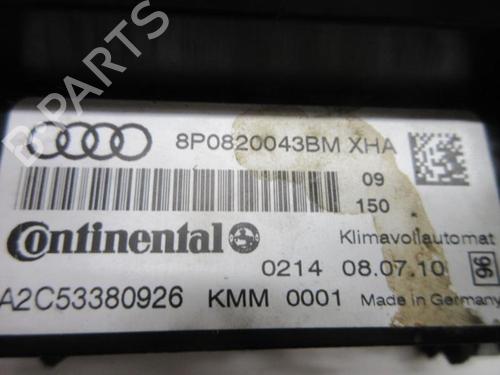 B-PARTS
8P0820043BM XHA
09
150
Continental
Klimavollautomat
0214 08.07.10 96
A2C53380926 KMM 0001 Made in Germany